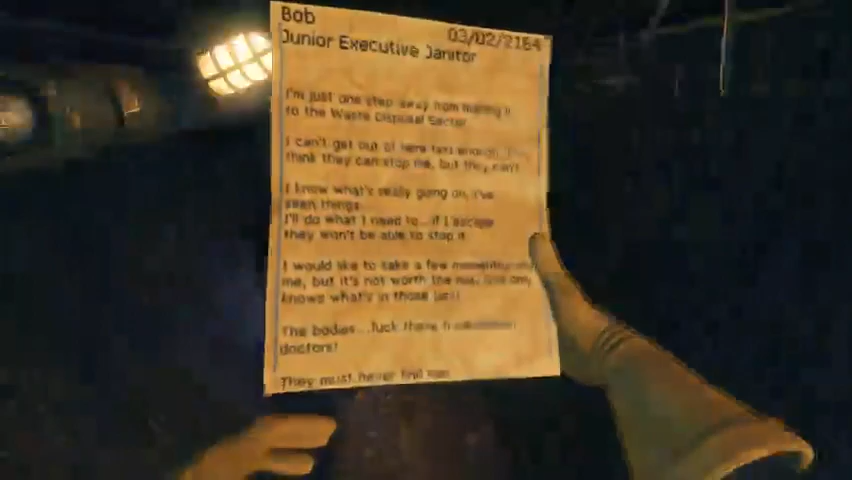 Bob
03/02/2184
Junior Executive Janitor
I'm just one step away from making it
to the Waste Disposal Sector
I can't get out of here fast enough
think they can stop me, but they can't
I know what's really going on, I've
seen things
I'll do what I need to... if I escape
they won't be able to stop it
I would like to take a few
me, but it's not worth the only
knows what's in those
The bodies...fuck there
doctors!
They must never find